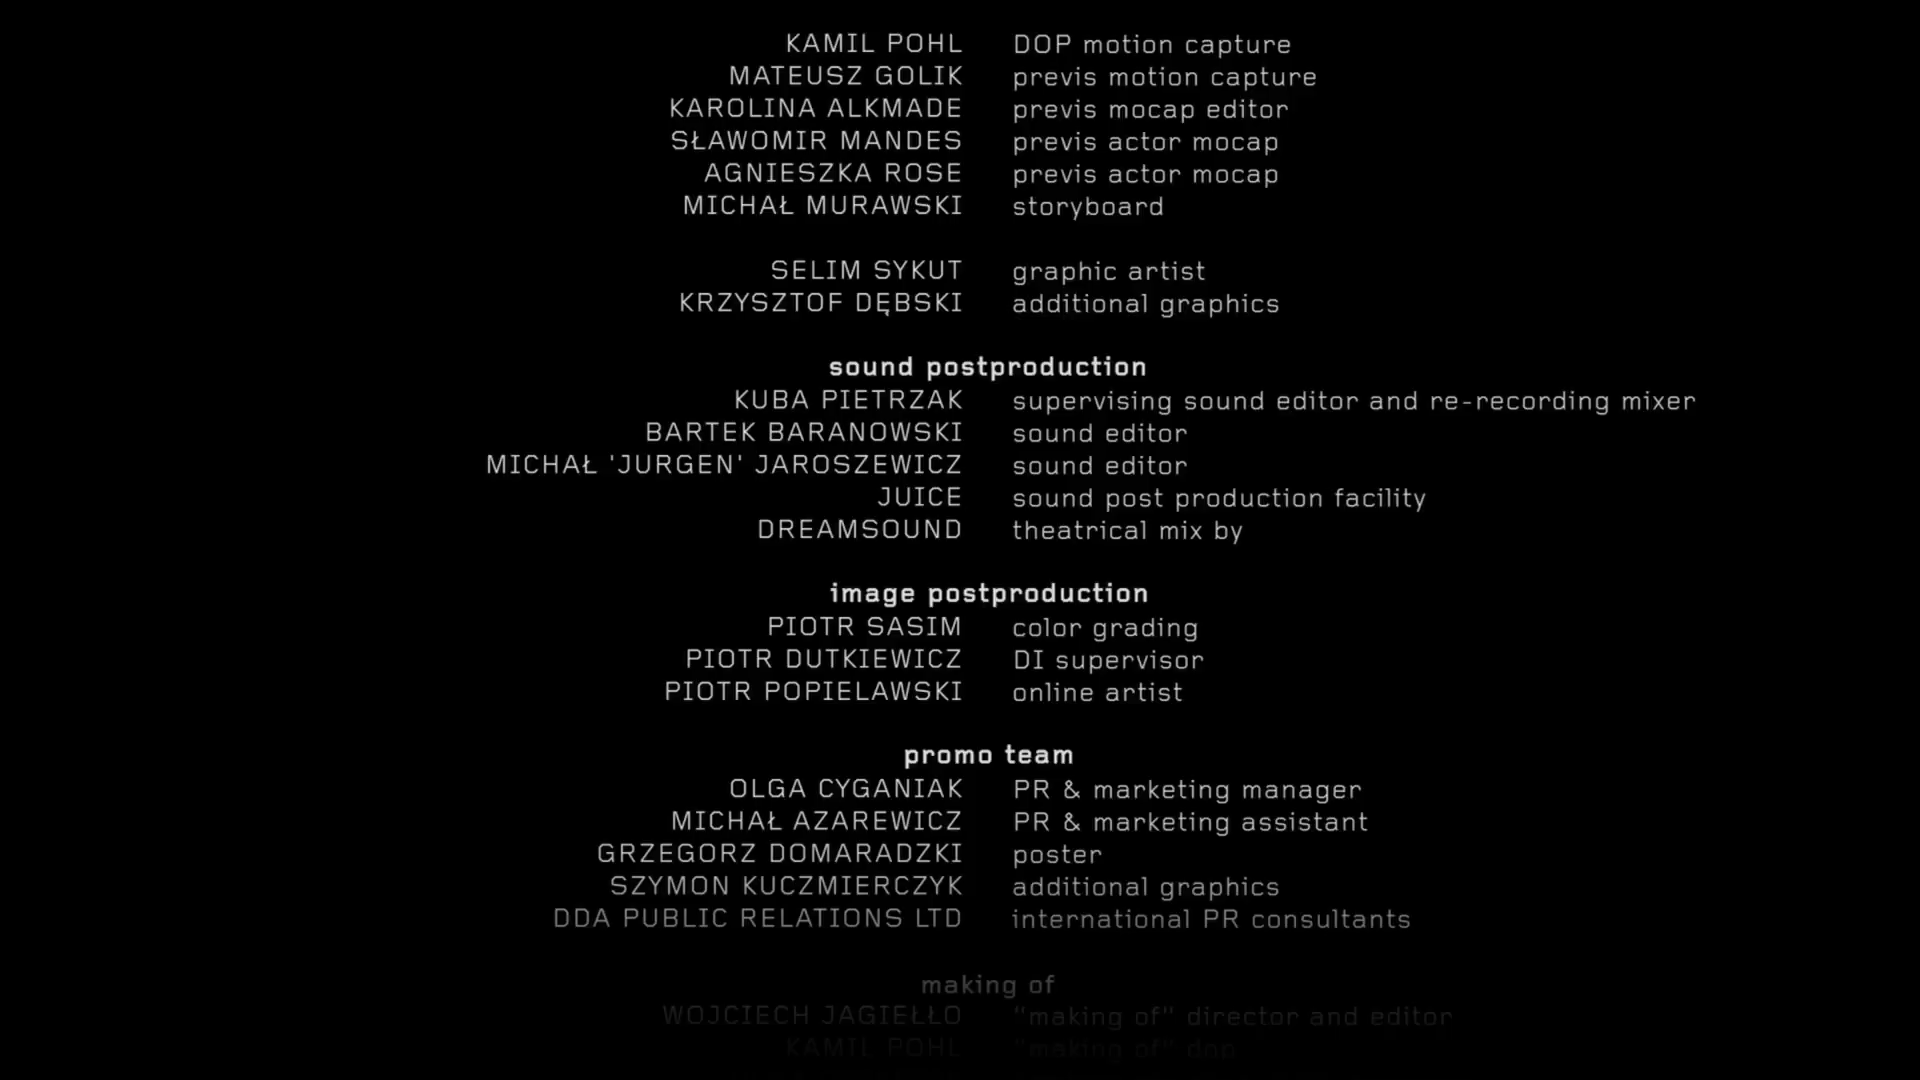 KAMIL POHL DOP motion capture
MATEUSZ GOLIK previs motion capture
KAROLINA ALKMADE previs mocap editor
SŁAWOMIR MANDES previs actor mocap
AGNIESZKA ROSE previs actor mocap
MICHAŁ MURAWSKI storyboard
SELIM SYKUT graphic artist
KRZYSZTOF DĘBSKI additional graphics
sound postproduction
KUBA PIETRZAK supervising sound editor and re-recording mixer
BARTEK BARANOWSKI sound editor
MICHAŁ 'JURGEN' JAROSZEWICZ sound editor
JUICE sound post production facility
DREAMSOUND theatrical mix by
image postproduction
PIOTR SASIM color grading
PIOTR DUTKIEWICZ DI supervisor
PIOTR POPIELAWSKI online artist
promo team
OLGA CYGANIAK PR & marketing manager
MICHAŁ AZAREWICZ PR & marketing assistant
GRZEGORZ DOMARADZKI poster
SZYMON KUCZMIERCZYK additional graphics
DDA PUBLIC RELATIONS LTD international PR consultants
making of
WOJCIECH JAGIEŁŁO "making of" director and editor
KAMIL POHL "making of" dop